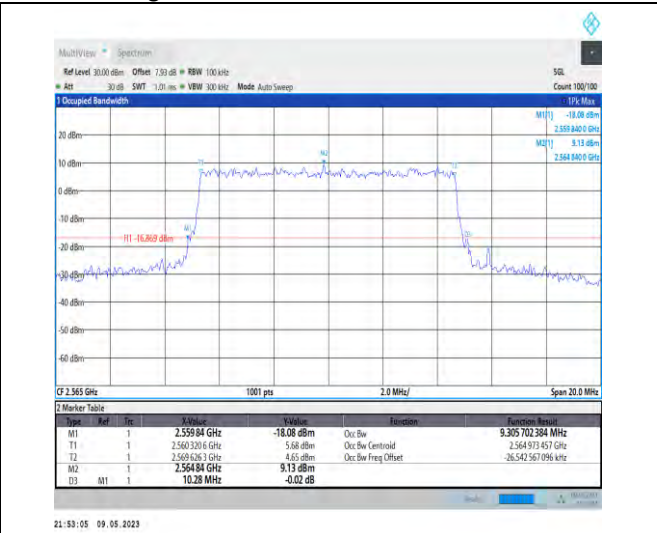 MultiView Spectrum
Ref Level 30.00 dBm Offset 7.93 dB RBW 100 kHz SGL
Att 30 dB SWT 1.01 ms VBW 300 kHz Mode Auto Sweep Count 100/100
1 Occupied Bandwidth 1Pk Max
M1[1] -18.08 dBm
2.559 840 0 GHz
20 dBm
M2[1] 9.13 dBm
2.564 840 0 GHz
M2
10 dBm
T1 T2
0 dBm
-10 dBm
M1
D3
H1 -16.869 dBm
-20 dBm
-30 dBm
-40 dBm
-50 dBm
-60 dBm
CF 2.565 GHz 1001 pts 2.0 MHz/ Span 20.0 MHz
2 Marker Table
Type Ref Trc X-Value Y-Value Function Function Result
M1 1 2.559 84 GHz -18.08 dBm Occ Bw 9.305 702 384 MHz
T1 1 2.560 320 6 GHz 5.68 dBm Occ Bw Centroid 2.564 973 457 GHz
T2 1 2.569 626 3 GHz 4.65 dBm Occ Bw Freq Offset -26.542 567 096 kHz
M2 1 2.564 84 GHz 9.13 dBm
D3 M1 1 10.28 MHz -0.02 dB
21:53:05 09.05.2023